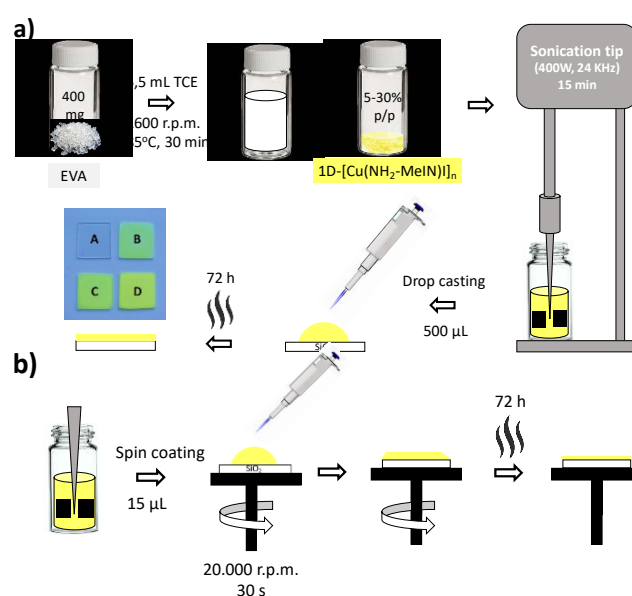 a)
400
mg
EVA
,5 mL TCE
600 r.p.m.
5ºC, 30 min
5-30%
p/p
1D-[Cu(NH₂-MeIN)I]ₙ
Sonication tip
(400W, 24 KHz)
15 min
A B
C D
72 h
Drop casting
500 µL
b)
Spin coating
15 µL
SiO₂
20.000 r.p.m.
30 s
72 h